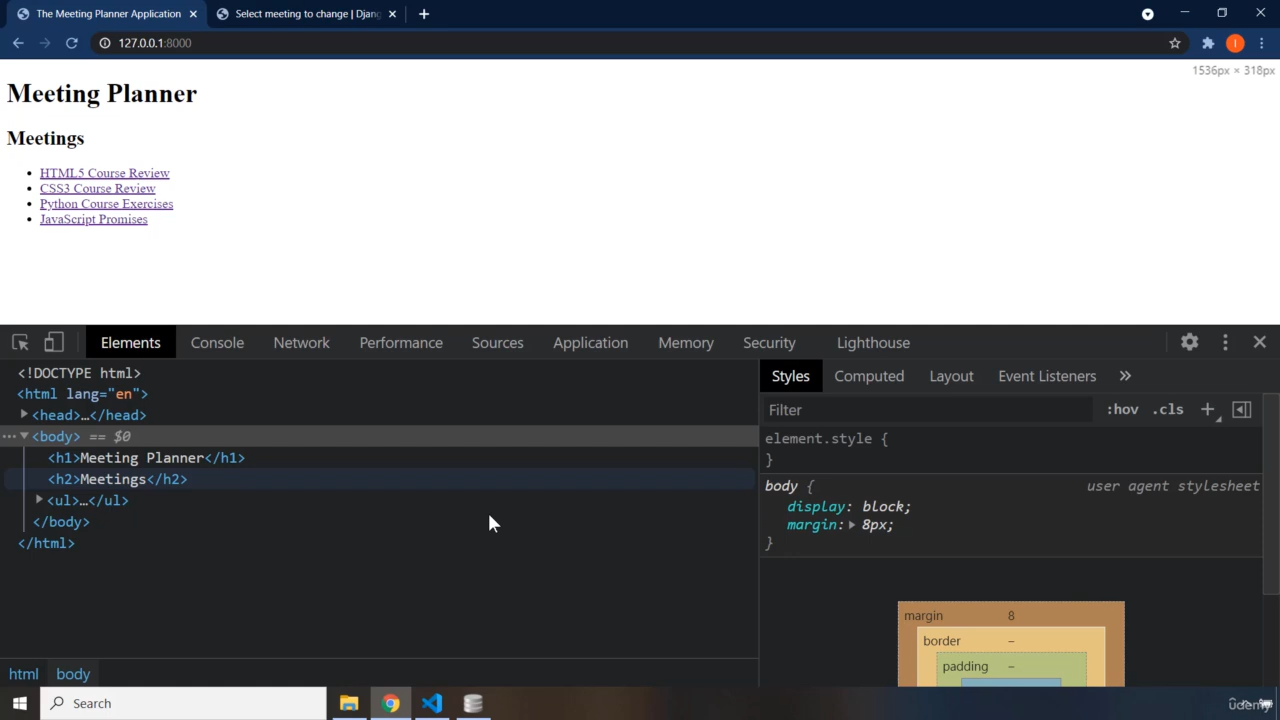 The Meeting Planner Application
Select meeting to change | Djang
127.0.0.1:8000
1536px × 318px
Meeting Planner
Meetings
HTML5 Course Review
CSS3 Course Review
Python Course Exercises
JavaScript Promises
Elements Console Network Performance Sources Application Memory Security Lighthouse
<!DOCTYPE html>
<html lang="en">
<head>…</head>
<body> == $0
<h1>Meeting Planner</h1>
<h2>Meetings</h2>
<ul>…</ul>
</body>
</html>
html body
Styles Computed Layout Event Listeners
Filter :hov .cls
element.style {
}
body { user agent stylesheet
display: block;
margin: 8px;
}
margin 8
border –
padding –
Search
udemy